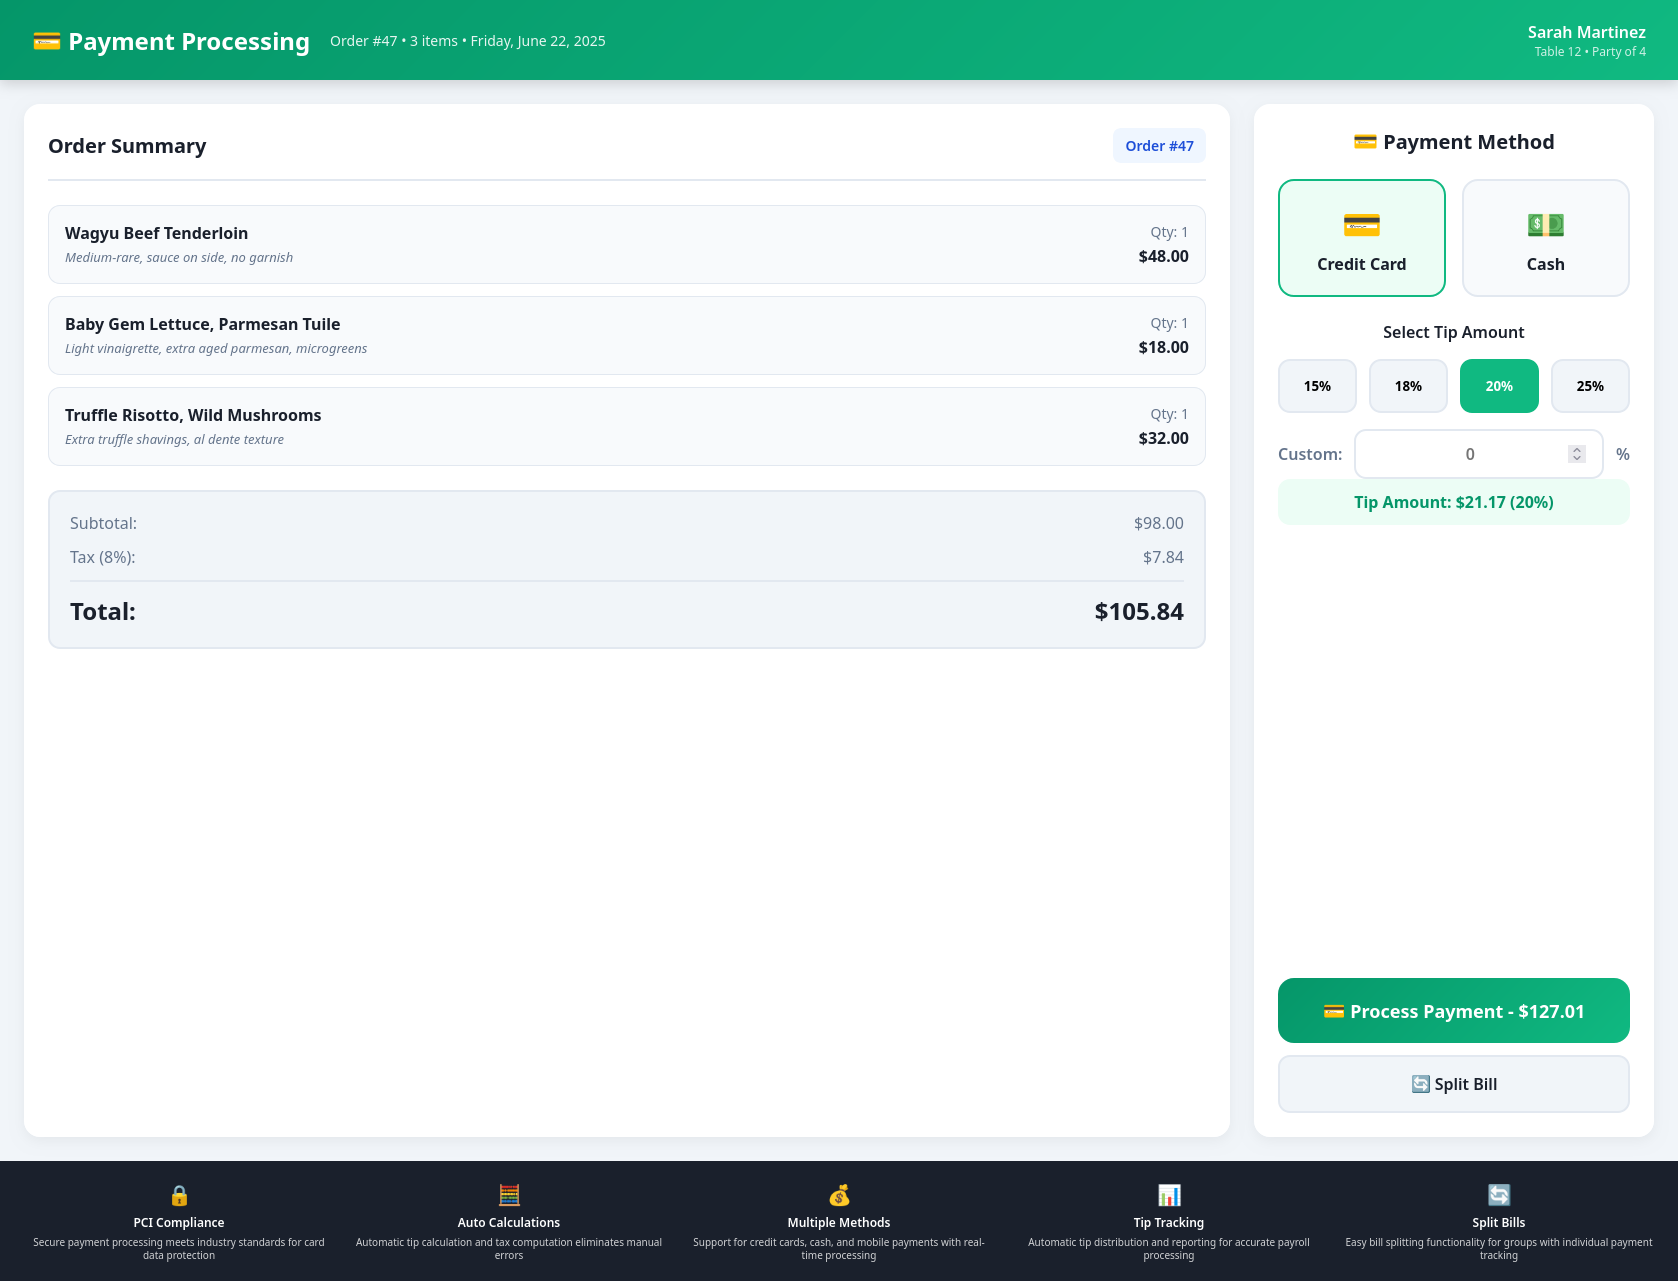 💳 Payment Processing
Order #47 • 3 items • Friday, June 22, 2025
Sarah Martinez
Table 12 • Party of 4
Order Summary
Order #47
Wagyu Beef Tenderloin
Medium-rare, sauce on side, no garnish
Qty: 1
$48.00
Baby Gem Lettuce, Parmesan Tuile
Light vinaigrette, extra aged parmesan, microgreens
Qty: 1
$18.00
Truffle Risotto, Wild Mushrooms
Extra truffle shavings, al dente texture
Qty: 1
$32.00
Subtotal: $98.00
Tax (8%): $7.84
Total: $105.84
💳 Payment Method
Credit Card
Cash
Select Tip Amount
15% 18% 20% 25%
Custom: 0 %
Tip Amount: $21.17 (20%)
💳 Process Payment - $127.01
🔄 Split Bill
PCI Compliance
Secure payment processing meets industry standards for card
data protection
Auto Calculations
Automatic tip calculation and tax computation eliminates manual
errors
Multiple Methods
Support for credit cards, cash, and mobile payments with real-
time processing
Tip Tracking
Automatic tip distribution and reporting for accurate payroll
processing
Split Bills
Easy bill splitting functionality for groups with individual payment
tracking